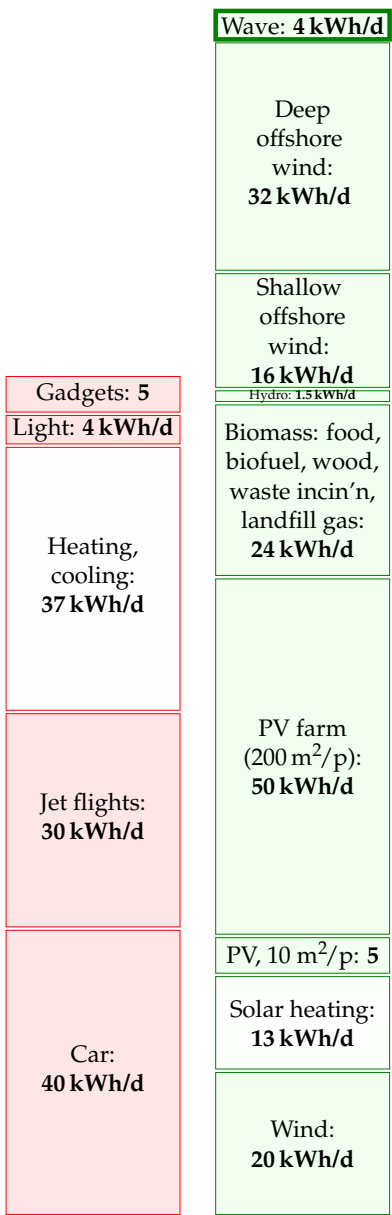 Wave: 4 kWh/d
Deep
offshore
wind:
32 kWh/d
Shallow
offshore
wind:
16 kWh/d
Hydro: 1.5 kWh/d
Biomass: food,
biofuel, wood,
waste incin’n,
landfill gas:
24 kWh/d
PV farm
(200 m²/p):
50 kWh/d
PV, 10 m²/p: 5
Solar heating:
13 kWh/d
Wind:
20 kWh/d
Gadgets: 5
Light: 4 kWh/d
Heating,
cooling:
37 kWh/d
Jet flights:
30 kWh/d
Car:
40 kWh/d